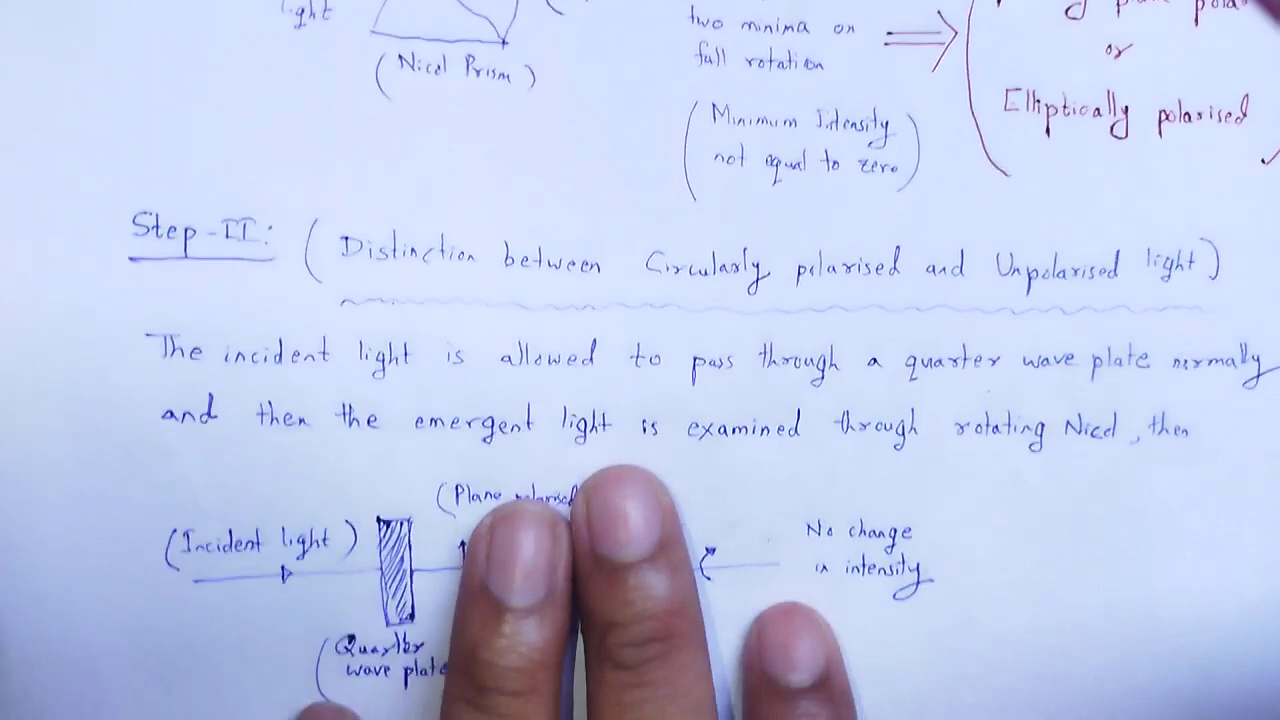 light
(Nicol Prism)
two minima on
full rotation
(Minimum Intensity
not equal to zero)
or
Elliptically polarised
Step-II: (Distinction between Circularly polarised and Unpolarised light)
The incident light is allowed to pass through a quarter wave plate normally
and then the emergent light is examined through rotating Nicol, then
(Plane polarised
(Incident light)
No change
in intensity
(Quarter
wave plate